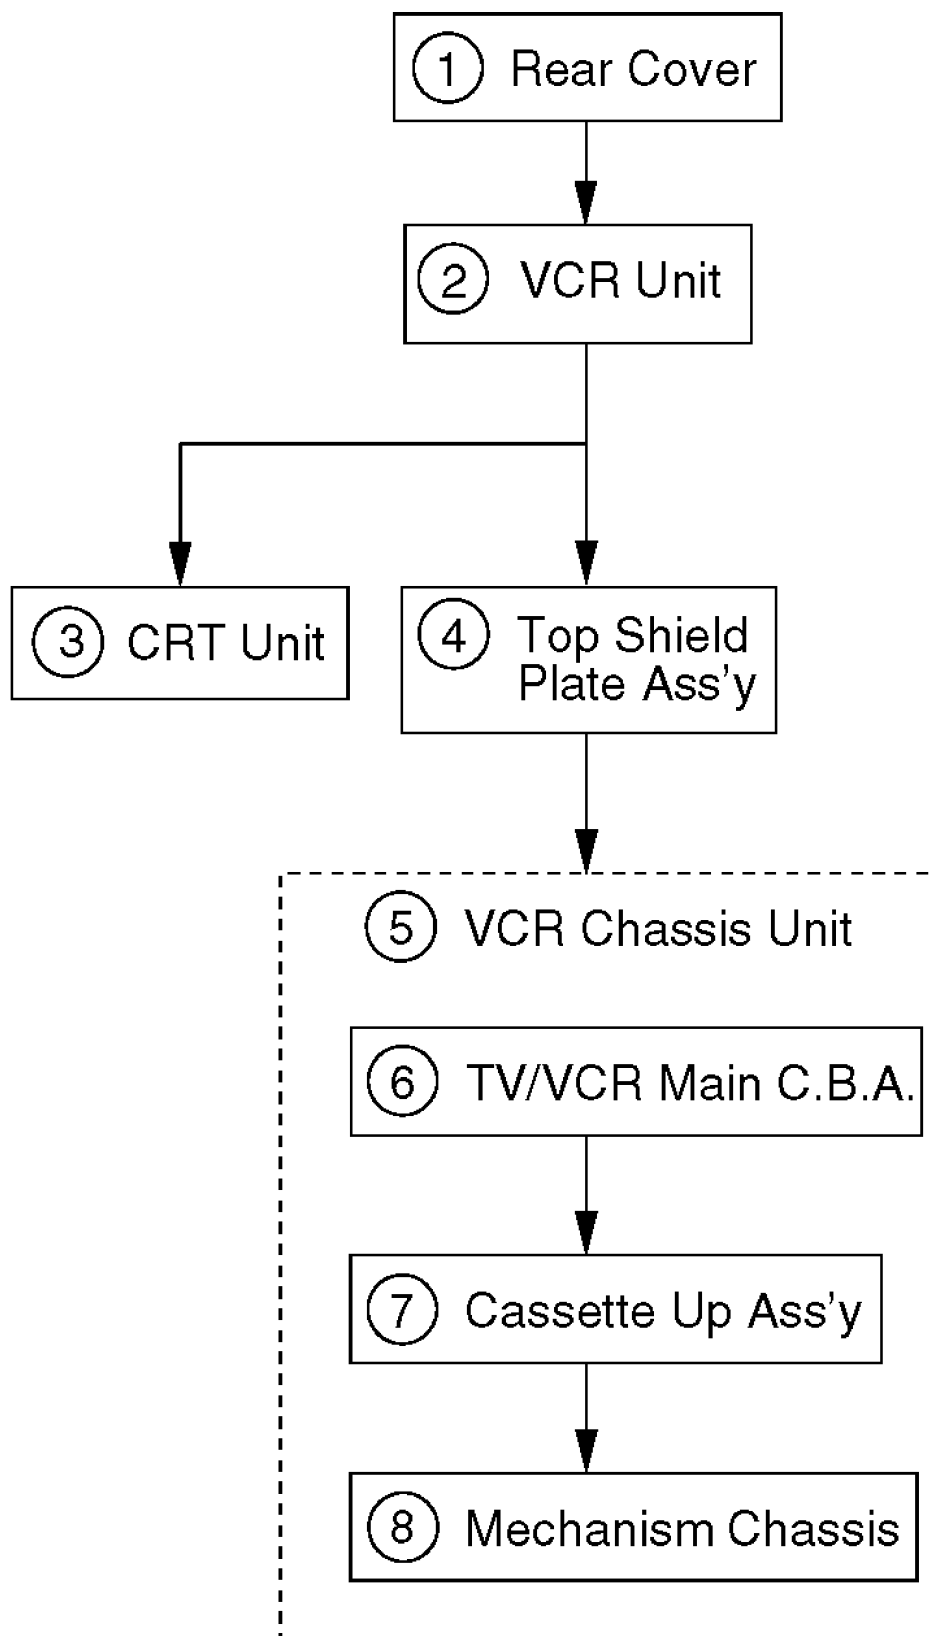 1 Rear Cover
2 VCR Unit
3 CRT Unit
4 Top Shield
Plate Ass'y
5 VCR Chassis Unit
6 TV/VCR Main C.B.A.
7 Cassette Up Ass'y
8 Mechanism Chassis